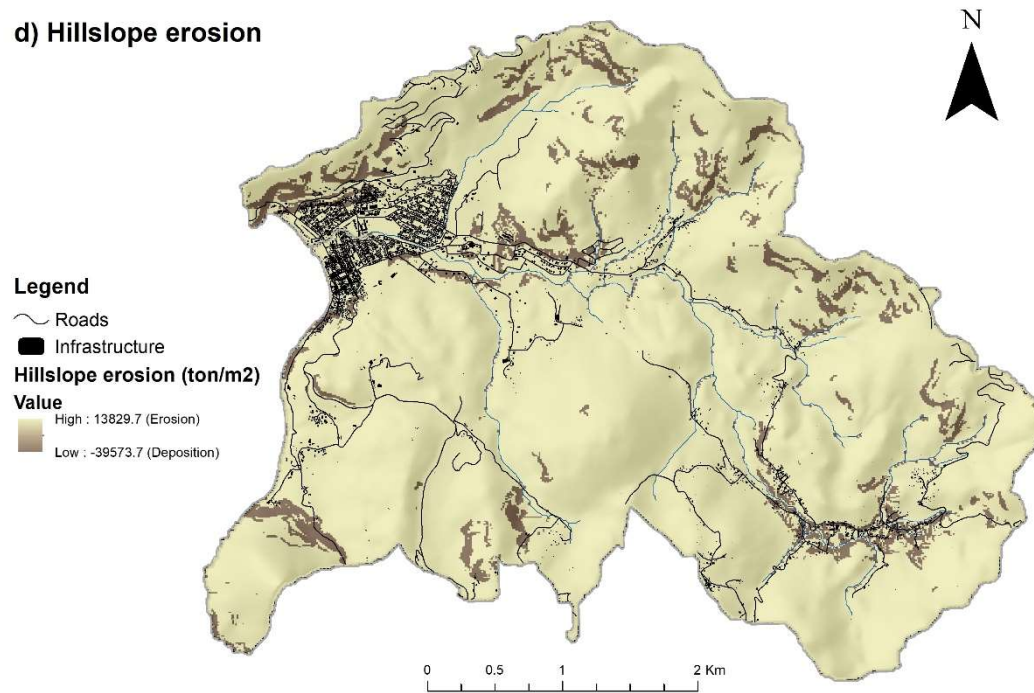 d) Hillslope erosion
N
Legend
Roads
Infrastructure
Hillslope erosion (ton/m2)
Value
High : 13829.7 (Erosion)
Low : -39573.7 (Deposition)
0 0.5 1 2 Km